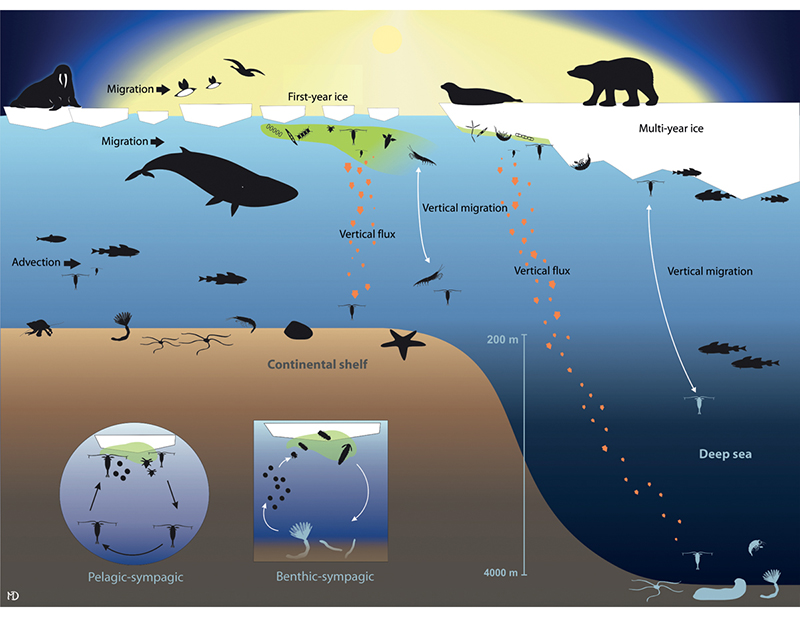 Migration
First-year ice
Multi-year ice
Migration
Vertical migration
Vertical flux
Advection
Vertical flux
Vertical migration
200 m
Continental shelf
Deep sea
4000 m
Pelagic-sympagic
Benthic-sympagic
MD